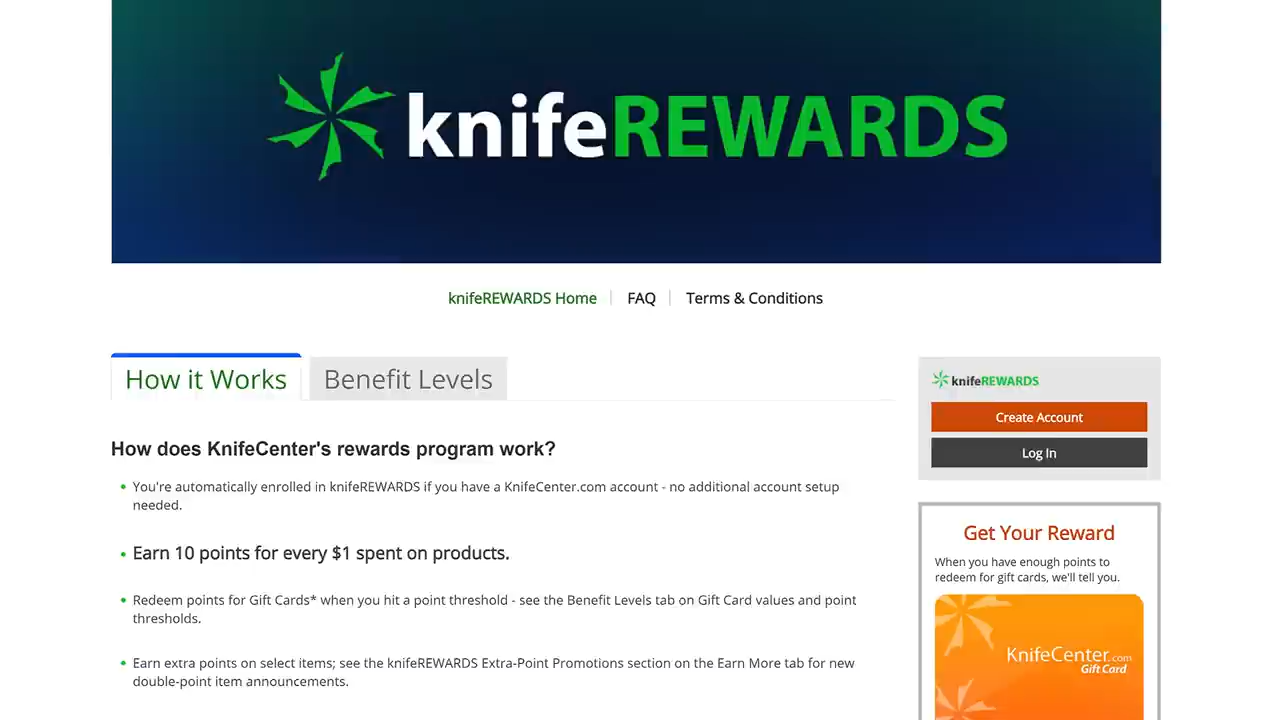 knifeREWARDS
knifeREWARDS Home
FAQ
Terms & Conditions
How it Works
Benefit Levels
How does KnifeCenter's rewards program work?
You're automatically enrolled in knifeREWARDS if you have a KnifeCenter.com account - no additional account setup
needed.
Earn 10 points for every $1 spent on products.
Redeem points for Gift Cards* when you hit a point threshold - see the Benefit Levels tab on Gift Card values and point
thresholds.
Earn extra points on select items; see the knifeREWARDS Extra-Point Promotions section on the Earn More tab for new
double-point item announcements.
knifeREWARDS
Create Account
Log In
Get Your Reward
When you have enough points to
redeem for gift cards, we'll tell you.
KnifeCenter.com
Gift Card